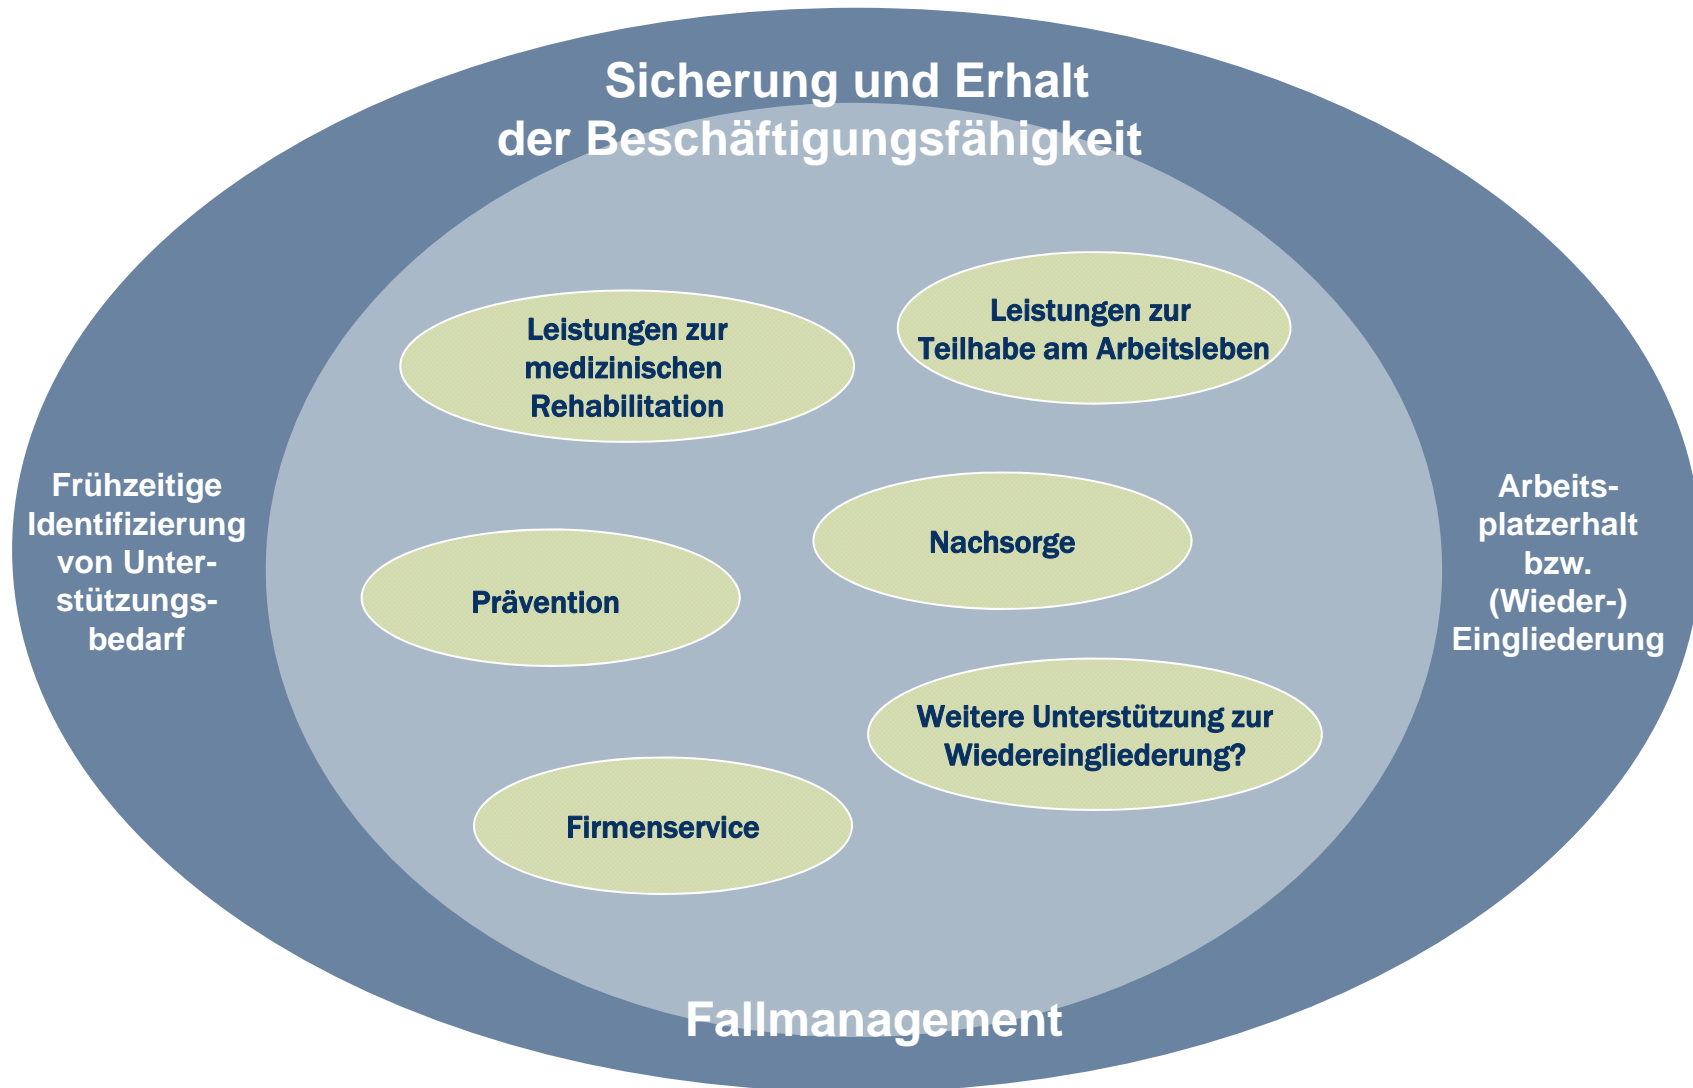 Sicherung und Erhalt
der Beschäftigungsfähigkeit
Leistungen zur
Teilhabe am Arbeitsleben
Leistungen zur
medizinischen
Rehabilitation
Frühzeitige
Identifizierung
von Unter-
stützungs-
bedarf
Nachsorge
Prävention
Arbeits-
platzerhalt
bzw.
(Wieder-)
Eingliederung
Weitere Unterstützung zur
Wiedereingliederung?
Firmenservice
Fallmanagement